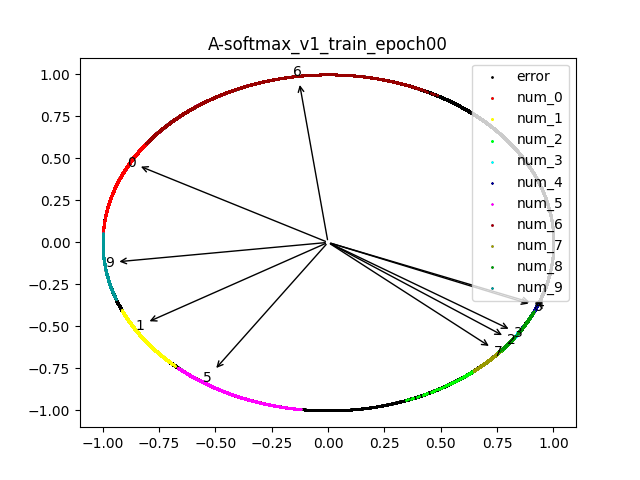 A-softmax_v1_train_epoch00
1.00
0.75
0.50
0.25
0.00
−0.25
−0.50
−0.75
−1.00
6
0
9
1
5
3
2
7
error
num_0
num_1
num_2
num_3
num_4
num_5
num_6
num_7
num_8
num_9
−1.00 −0.75 −0.50 −0.25 0.00 0.25 0.50 0.75 1.00